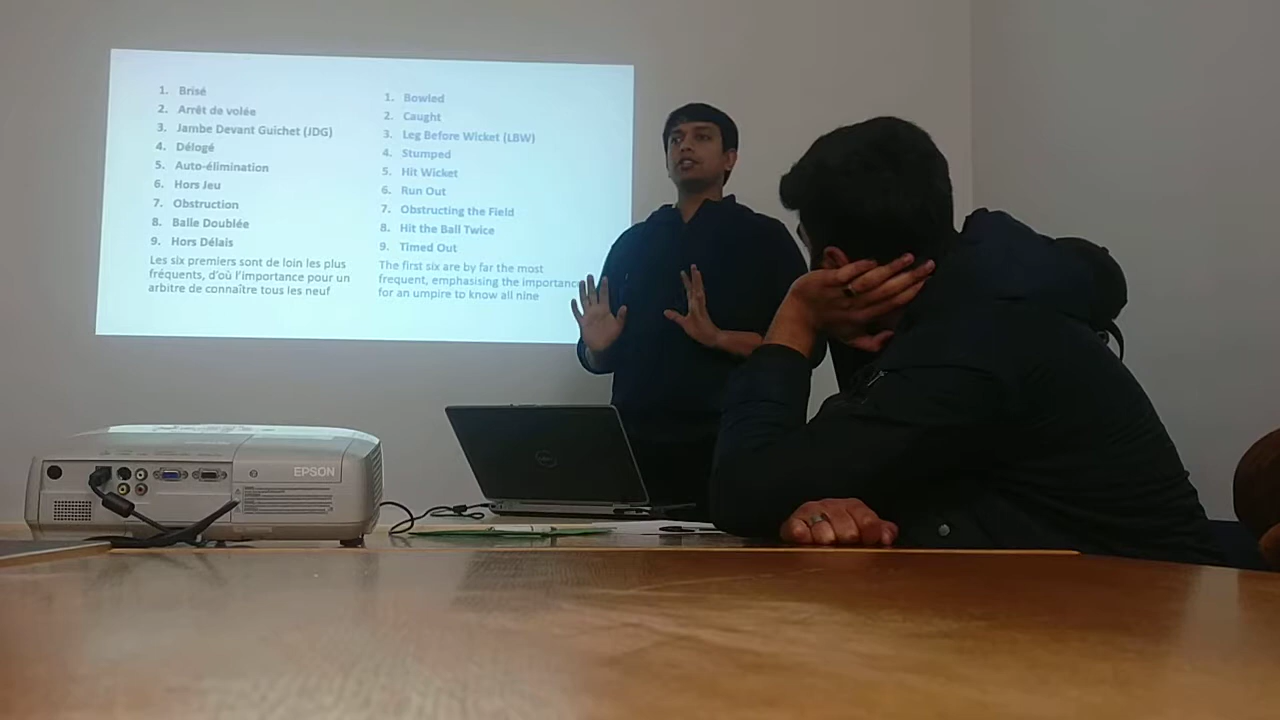 1. Brisé
2. Arrêt de volée
3. Jambe Devant Guichet (JDG)
4. Délogé
5. Auto-élimination
6. Hors Jeu
7. Obstruction
8. Balle Doublée
9. Hors Délais
Les six premiers sont de loin les plus
fréquents, d'où l'importance pour un
arbitre de connaître tous les neuf
1. Bowled
2. Caught
3. Leg Before Wicket (LBW)
4. Stumped
5. Hit Wicket
6. Run Out
7. Obstructing the Field
8. Hit the Ball Twice
9. Timed Out
The first six are by far the most
frequent, emphasising the importance
for an umpire to know all nine
EPSON